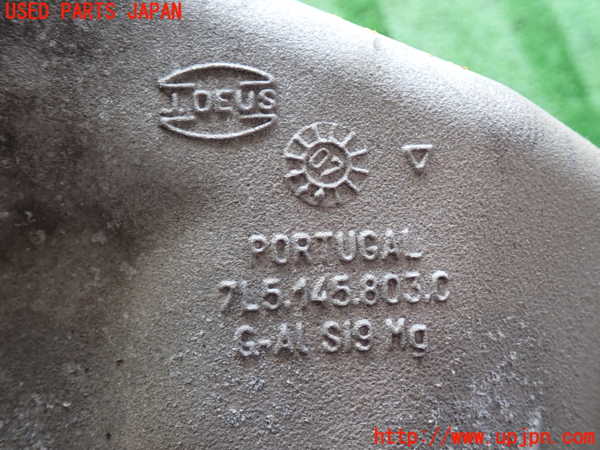 USED PARTS JAPAN
J.DEUS
07
PORTUGAL
7L5.145.803.C
G-Al Si9 Mg
http://www.upjpn.com/